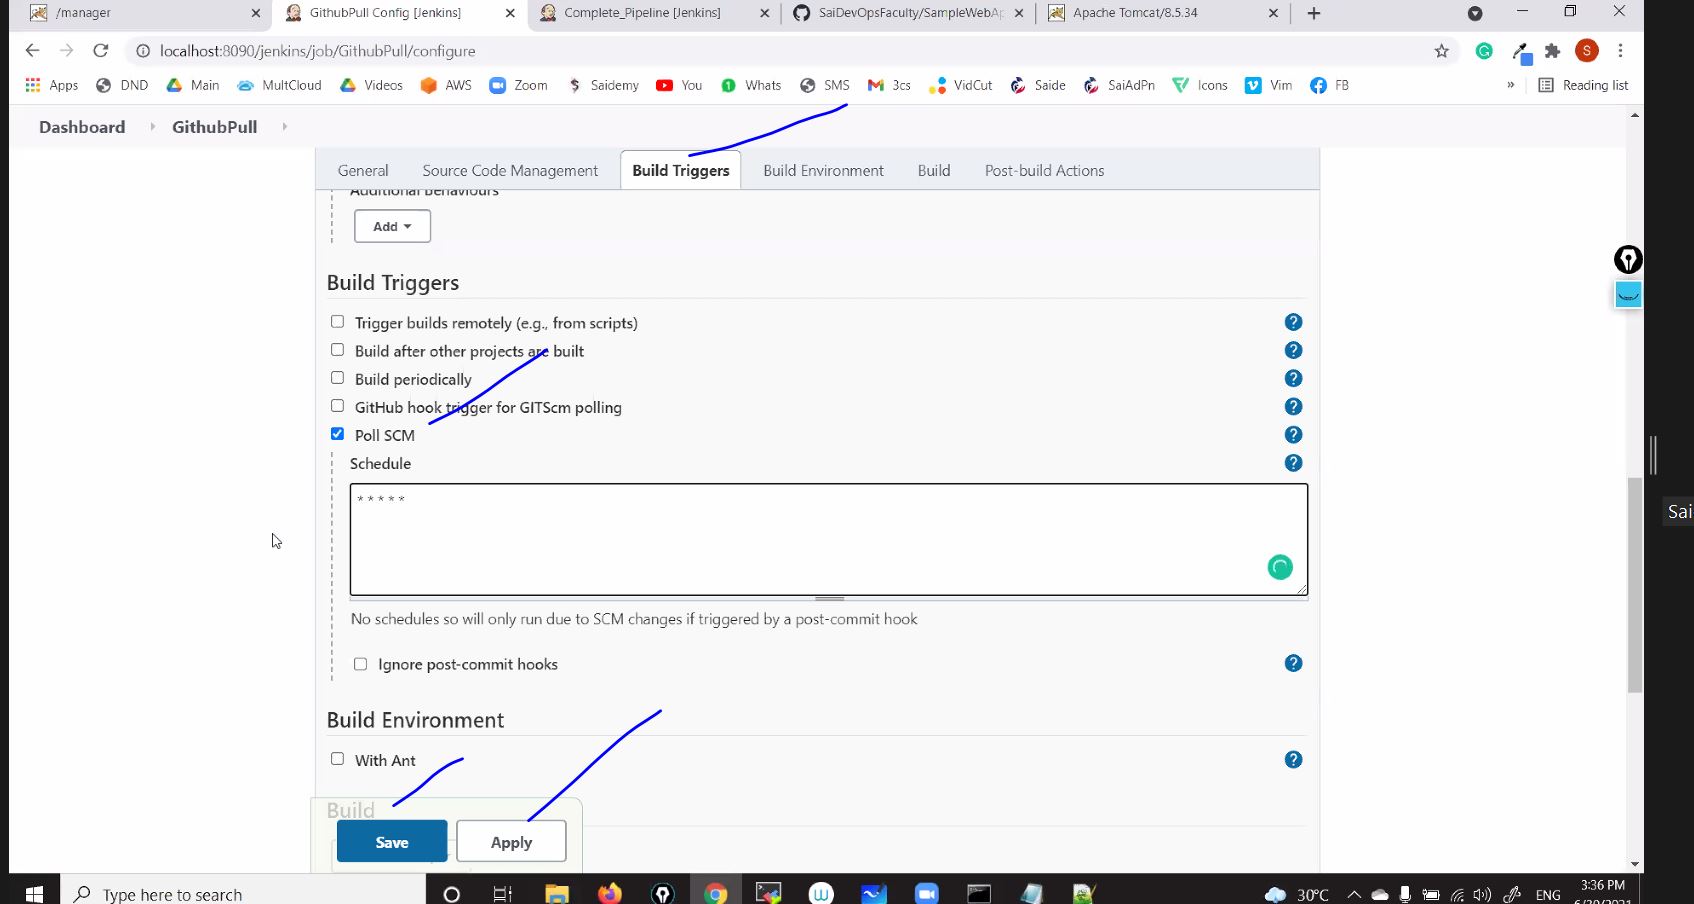 /manager
GithubPull Config [Jenkins]
Complete_Pipeline [Jenkins]
SaiDevOpsFaculty/SampleWebAp
Apache Tomcat/8.5.34
localhost:8090/jenkins/job/GithubPull/configure
S
Apps DND Main MultCloud Videos AWS Zoom Saidemy You Whats SMS 3cs VidCut Saide SaiAdPn Icons Vim FB » Reading list
Dashboard GithubPull
General Source Code Management Build Triggers Build Environment Build Post-build Actions
Additional Behaviours
Add
Build Triggers
Trigger builds remotely (e.g., from scripts)
Build after other projects are built
Build periodically
GitHub hook trigger for GITScm polling
Poll SCM
Schedule
* * * * *
No schedules so will only run due to SCM changes if triggered by a post-commit hook
Ignore post-commit hooks
Build Environment
With Ant
Build
Save Apply
Sai
Type here to search
30°C
ENG
3:36 PM